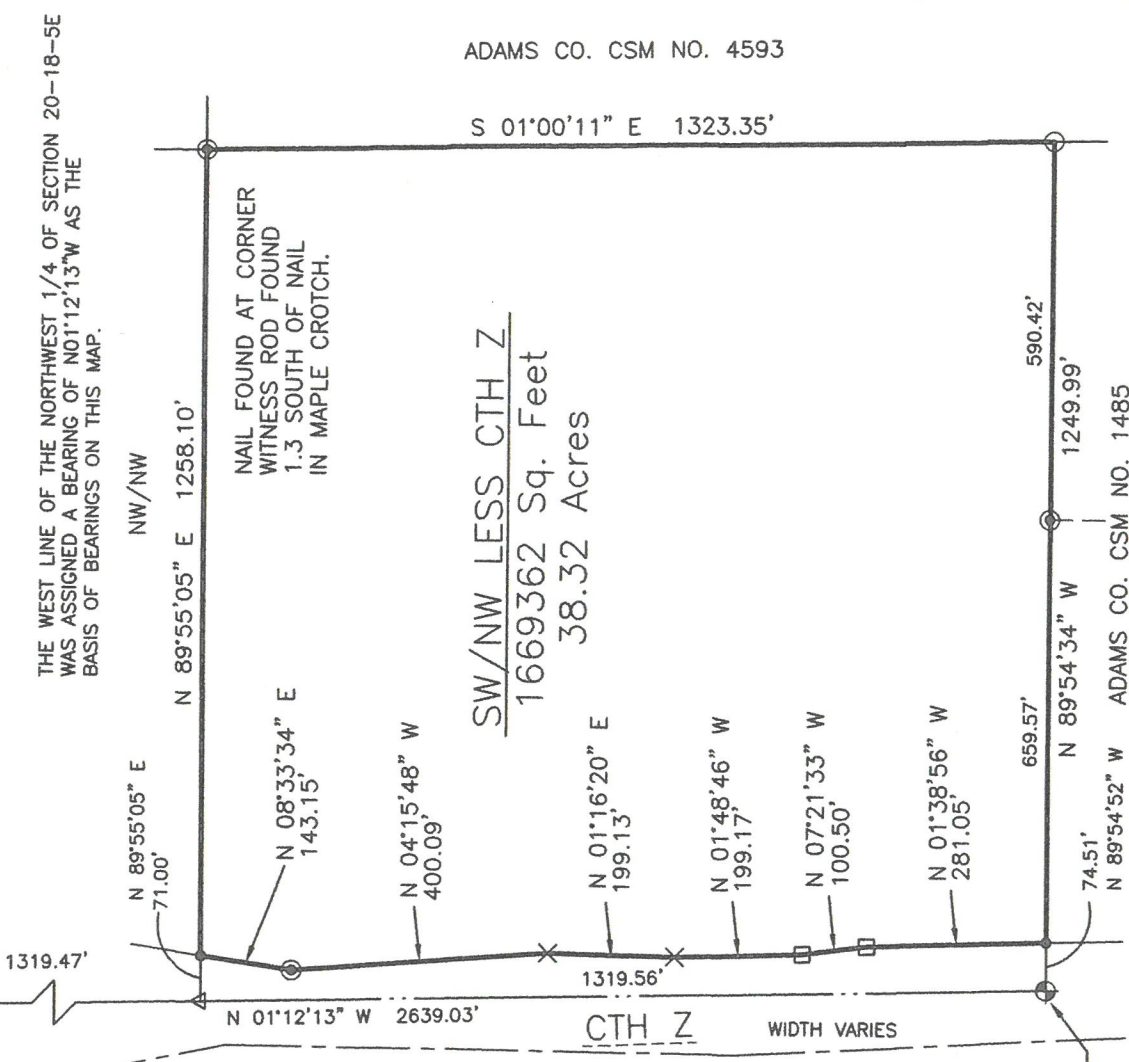 ADAMS CO. CSM NO. 4593
S 01°00'11" E 1323.35'
THE WEST LINE OF THE NORTHWEST 1/4 OF SECTION 20-18-5E
WAS ASSIGNED A BEARING OF N01°12'13"W AS THE
BASIS OF BEARINGS ON THIS MAP.
NW/NW
N 89°55'05" E 1258.10'
NAIL FOUND AT CORNER
WITNESS ROD FOUND
1.3 SOUTH OF NAIL
IN MAPLE CROTCH.
SW/NW LESS CTH Z
1669362 Sq. Feet
38.32 Acres
590.42'
1249.99'
N 89°54'34" W
659.57'
ADAMS CO. CSM NO. 1485
N 89°54'52" W
74.51'
N 89°55'05" E
71.00'
N 08°33'34" E
143.15'
N 04°15'48" W
400.09'
N 01°16'20" E
199.13'
N 01°48'46" W
199.17'
N 07°21'33" W
100.50'
N 01°38'56" W
281.05'
1319.47'
1319.56'
N 01°12'13" W 2639.03'
CTH Z
WIDTH VARIES